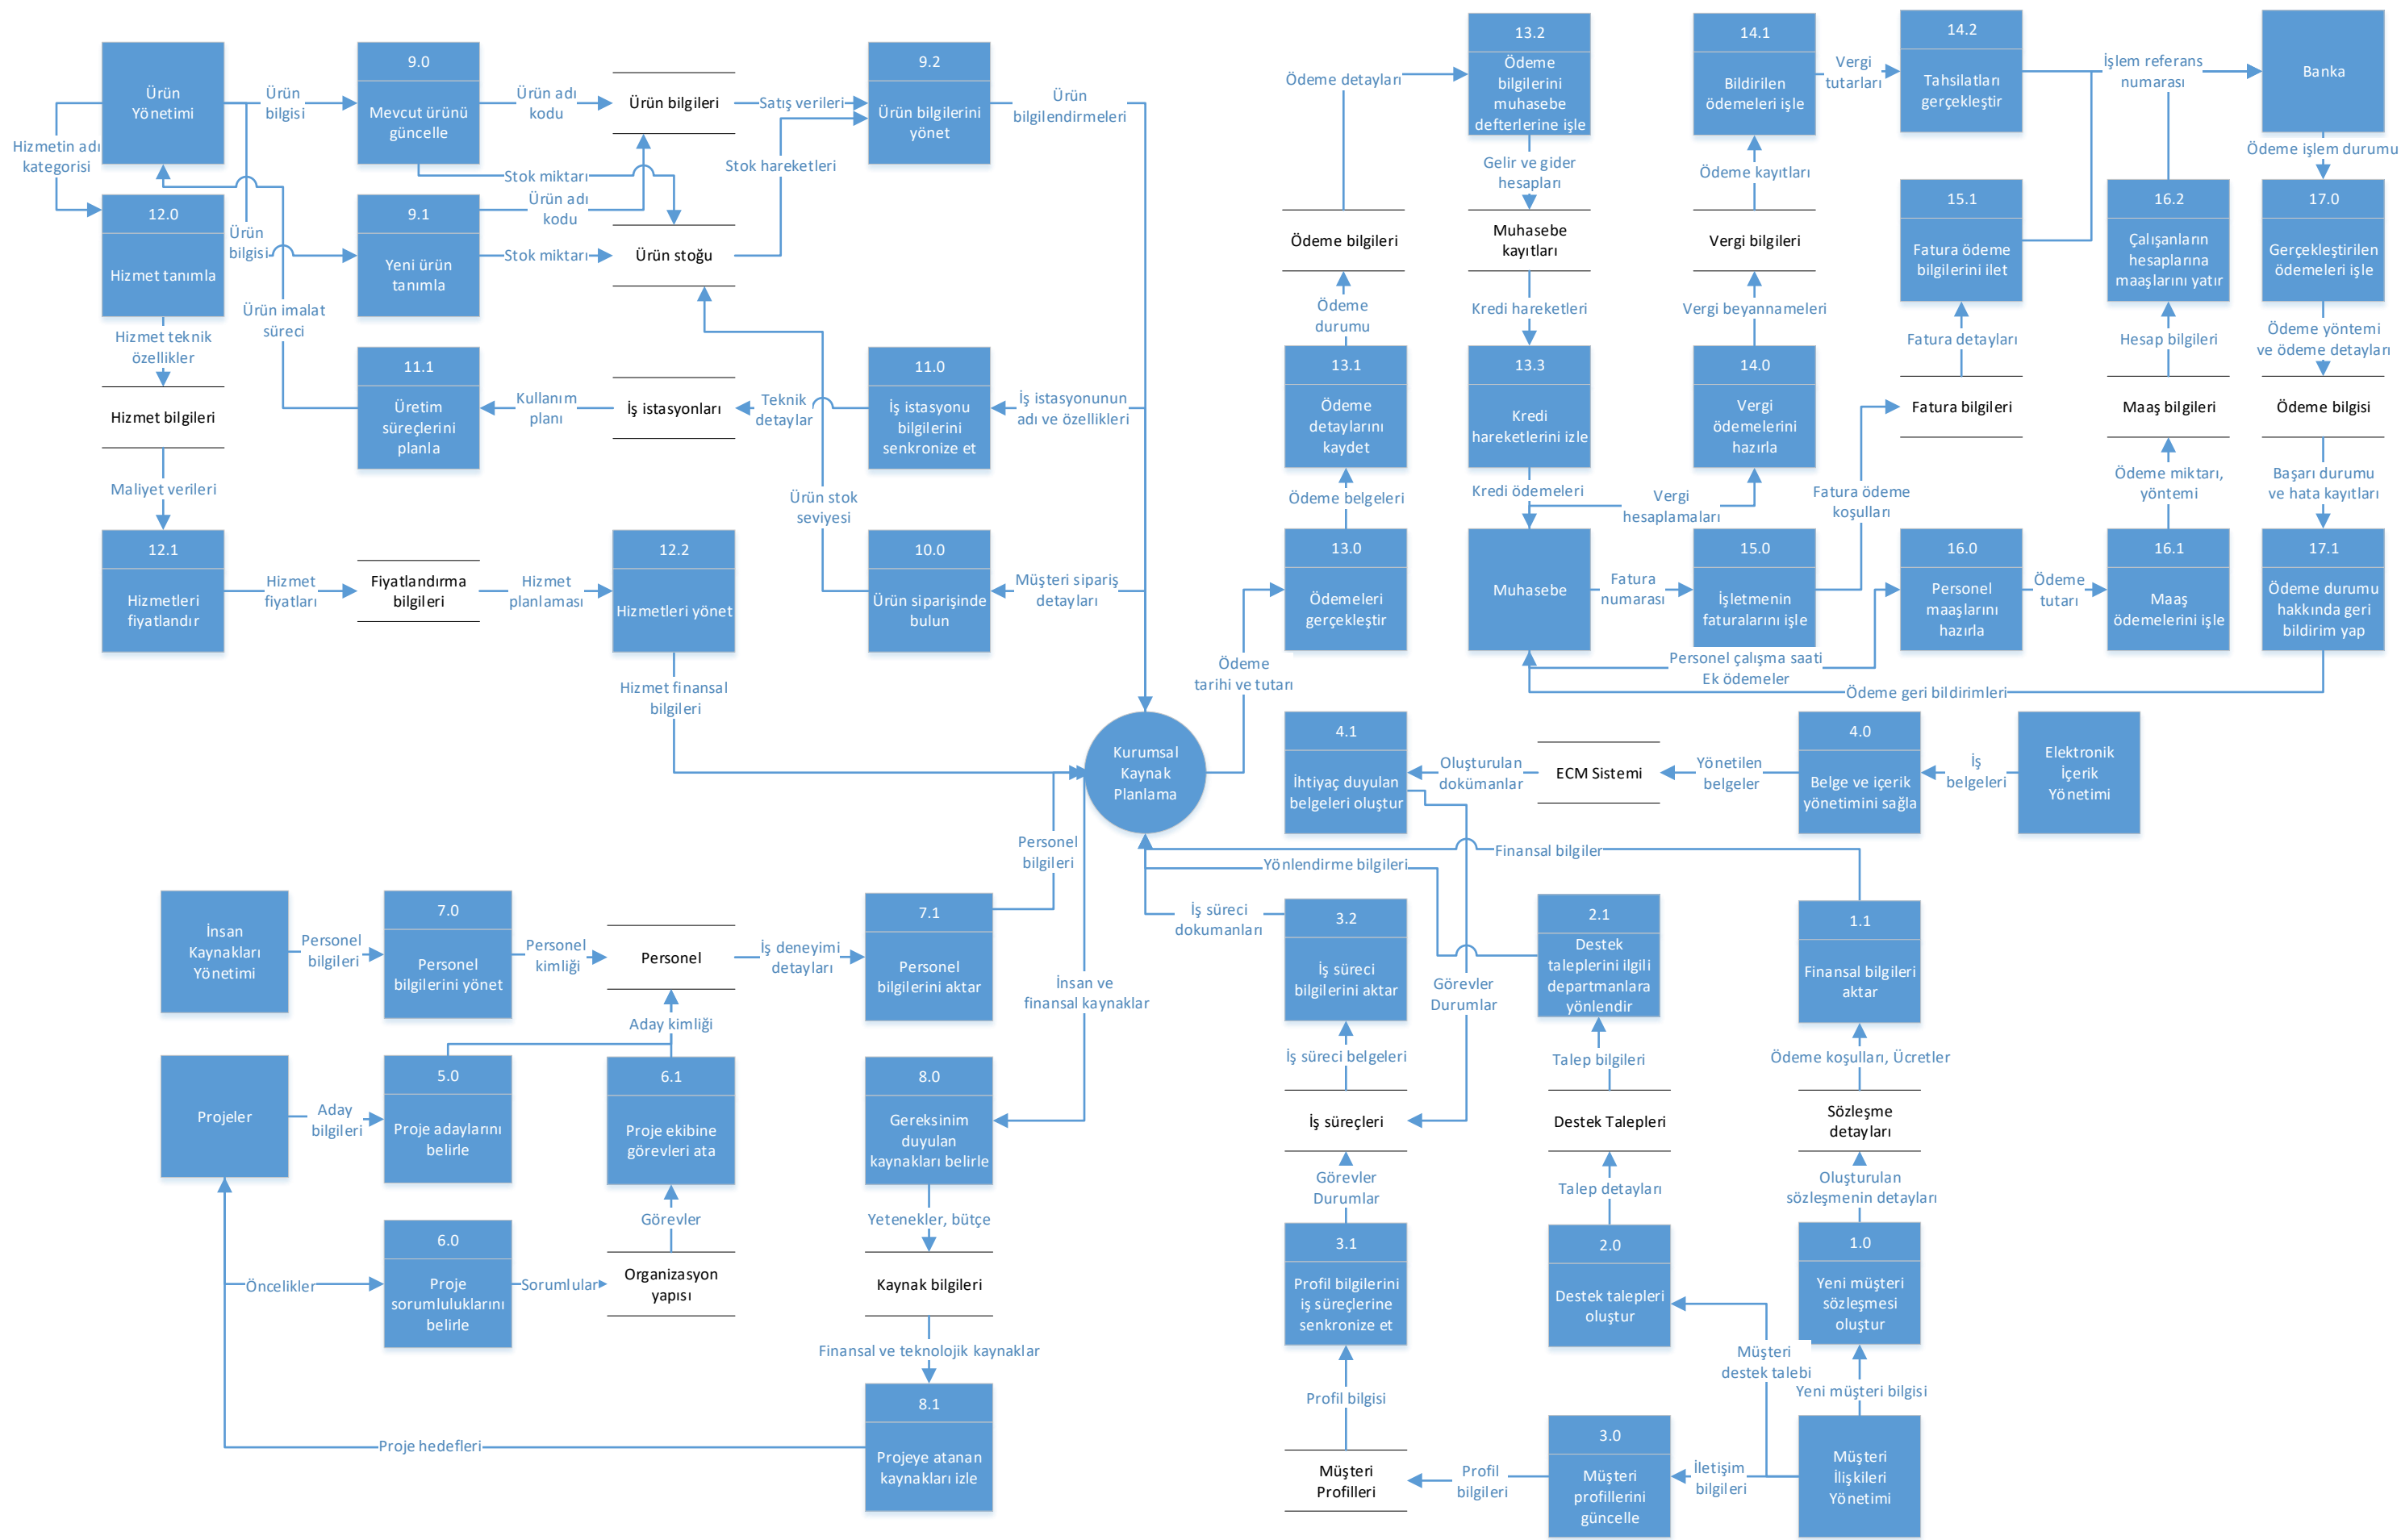 Ürün
Yönetimi
Ürün
bilgisi
9.0
Mevcut ürünü
güncelle
Ürün adı
kodu
Ürün bilgileri
Satış verileri
9.2
Ürün bilgilerini
yönet
Ürün
bilgilendirmeleri
Hizmetin adı
kategorisi
Stok miktarı
Stok hareketleri
12.0
Hizmet tanımla
Ürün
bilgisi
9.1
Yeni ürün
tanımla
Ürün adı
kodu
Stok miktarı
Ürün stoğu
Ürün imalat
süreci
Hizmet teknik
özellikler
Hizmet bilgileri
11.1
Üretim
süreçlerini
planla
Kullanım
planı
İş istasyonları
Teknik
detaylar
11.0
İş istasyonu
bilgilerini
senkronize et
İş istasyonunun
adı ve özellikleri
Maliyet verileri
Ürün stok
seviyesi
12.1
Hizmetleri
fiyatlandır
Hizmet
fiyatları
Fiyatlandırma
bilgileri
Hizmet
planlaması
12.2
Hizmetleri yönet
10.0
Ürün siparişinde
bulun
Müşteri sipariş
detayları
Hizmet finansal
bilgileri
Kurumsal
Kaynak
Planlama
Ödeme
tarihi ve tutarı
Ödeme detayları
13.2
Ödeme
bilgilerini
muhasebe
defterlerine işle
Gelir ve gider
hesapları
Ödeme bilgileri
Muhasebe
kayıtları
Ödeme
durumu
Kredi hareketleri
13.1
Ödeme
detaylarını
kaydet
13.3
Kredi
hareketlerini izle
Ödeme belgeleri
Kredi ödemeleri
13.0
Ödemeleri
gerçekleştir
Muhasebe
14.1
Bildirilen
ödemeleri işle
Vergi
tutarları
14.2
Tahsilatları
gerçekleştir
İşlem referans
numarası
Banka
Ödeme kayıtları
Vergi bilgileri
Vergi beyannameleri
14.0
Vergi
ödemelerini
hazırla
Vergi
hesaplamaları
15.1
Fatura ödeme
bilgilerini ilet
Fatura detayları
Fatura bilgileri
Fatura ödeme
koşulları
16.2
Çalışanların
hesaplarına
maaşlarını yatır
Hesap bilgileri
Maaş bilgileri
Ödeme miktarı,
yöntemi
Ödeme işlem durumu
17.0
Gerçekleştirilen
ödemeleri işle
Ödeme yöntemi
ve ödeme detayları
Ödeme bilgisi
Başarı durumu
ve hata kayıtları
Fatura
numarası
15.0
İşletmenin
faturalarını işle
16.0
Personel
maaşlarını
hazırla
Ödeme
tutarı
16.1
Maaş
ödemelerini işle
17.1
Ödeme durumu
hakkında geri
bildirim yap
Personel çalışma saati
Ek ödemeler
Ödeme geri bildirimleri
4.1
İhtiyaç duyulan
belgeleri oluştur
Oluşturulan
dokümanlar
ECM Sistemi
Yönetilen
belgeler
4.0
Belge ve içerik
yönetimini sağla
İş
belgeleri
Elektronik
İçerik
Yönetimi
Finansal bilgiler
Yönlendirme bilgileri
Personel
bilgileri
İş süreci
dokumanları
3.2
İş süreci
bilgilerini aktar
2.1
Destek
taleplerini ilgili
departmanlara
yönlendir
1.1
Finansal bilgileri
aktar
Görevler
Durumlar
İş süreci belgeleri
Talep bilgileri
Ödeme koşulları, Ücretler
İş süreçleri
Destek Talepleri
Sözleşme
detayları
Görevler
Durumlar
Talep detayları
Oluşturulan
sözleşmenin detayları
3.1
Profil bilgilerini
iş süreçlerine
senkronize et
2.0
Destek talepleri
oluştur
1.0
Yeni müşteri
sözleşmesi
oluştur
Müşteri
destek talebi
Profil bilgisi
Yeni müşteri bilgisi
Müşteri
Profilleri
Profil
bilgileri
3.0
Müşteri
profillerini
güncelle
İletişim
bilgileri
Müşteri
İlişkileri
Yönetimi
İnsan
Kaynakları
Yönetimi
Personel
bilgileri
7.0
Personel
bilgilerini yönet
Personel
kimliği
Personel
İş deneyimi
detayları
7.1
Personel
bilgilerini aktar
İnsan ve
finansal kaynaklar
Aday kimliği
Projeler
Aday
bilgileri
5.0
Proje adaylarını
belirle
6.1
Proje ekibine
görevleri ata
8.0
Gereksinim
duyulan
kaynakları belirle
Görevler
Yetenekler, bütçe
Öncelikler
6.0
Proje
sorumluluklarını
belirle
Sorumlular
Organizasyon
yapısı
Kaynak bilgileri
Finansal ve teknolojik kaynaklar
Proje hedefleri
8.1
Projeye atanan
kaynakları izle